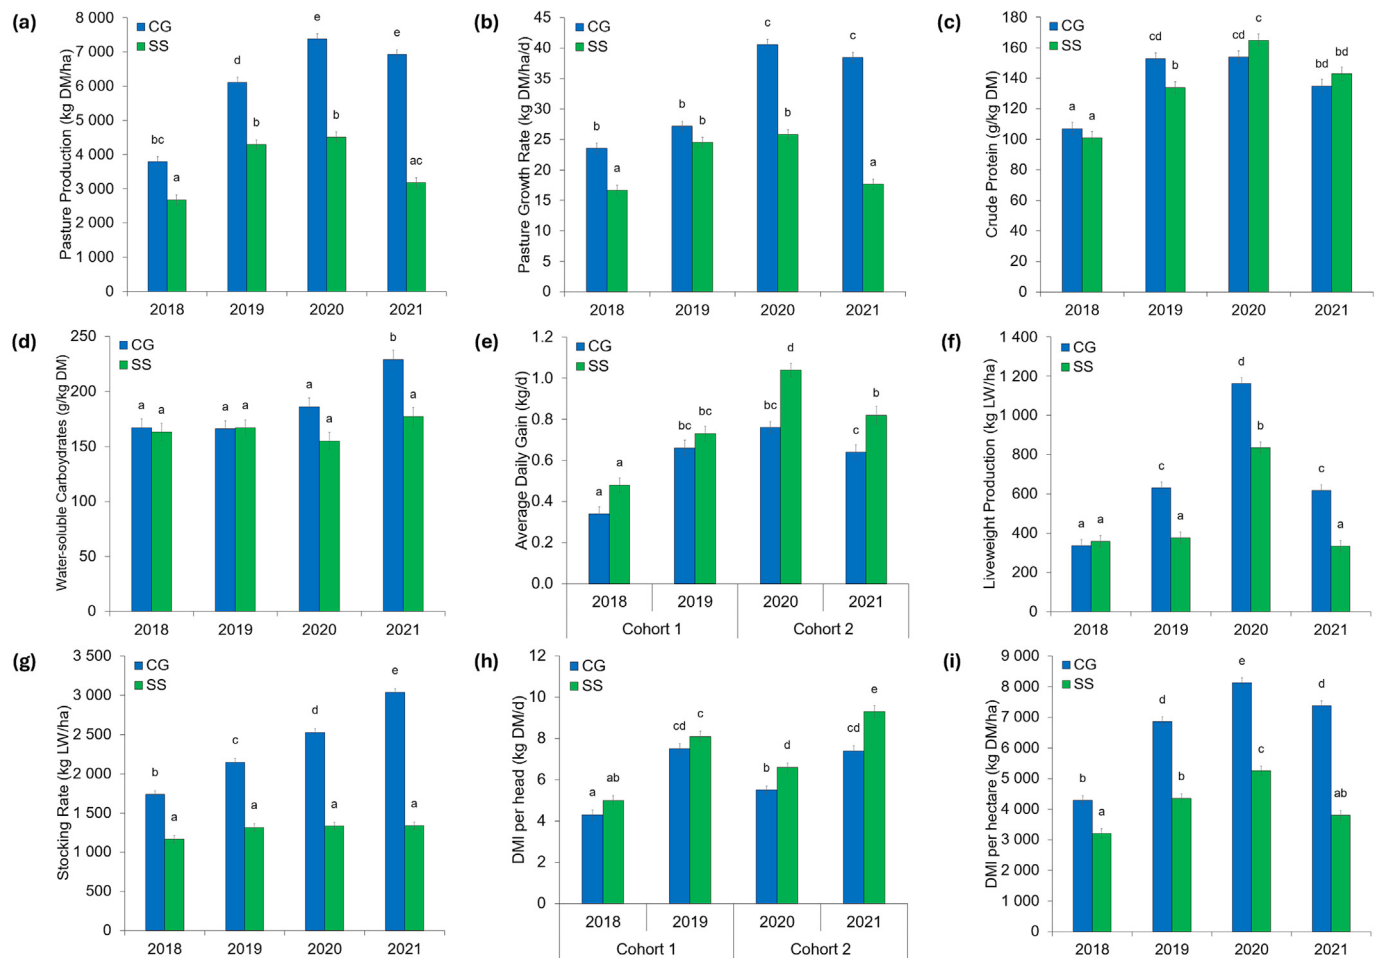 (a)
Pasture Production (kg DM/ha)
8 000
7 000
6 000
5 000
4 000
3 000
2 000
1 000
0
CG
SS
bc
a
d
b
e
b
e
ac
2018 2019 2020 2021
(b)
Pasture Growth Rate (kg DM/ha/d)
45
40
35
30
25
20
15
10
5
0
CG
SS
b
a
b
b
c
b
c
a
2018 2019 2020 2021
(c)
Crude Protein (g/kg DM)
180
160
140
120
100
80
60
40
20
0
CG
SS
a
a
cd
b
cd
c
bd
bd
2018 2019 2020 2021
(d)
Water-soluble Carboydrates (g/kg DM)
250
200
150
100
50
0
CG
SS
a
a
a
a
a
a
b
a
2018 2019 2020 2021
(e)
Average Daily Gain (kg/d)
1.2
1.0
0.8
0.6
0.4
0.2
0.0
CG
SS
a
a
bc
bc
bc
d
c
b
2018 2019 2020 2021
Cohort 1 Cohort 2
(f)
Liveweight Production (kg LW/ha)
1 400
1 200
1 000
800
600
400
200
0
CG
SS
a
a
c
a
d
b
c
a
2018 2019 2020 2021
(g)
Stocking Rate (kg LW/ha)
3 500
3 000
2 500
2 000
1 500
1 000
500
0
CG
SS
b
a
c
a
d
a
e
a
2018 2019 2020 2021
(h)
DMI per head (kg DM/d)
12
10
8
6
4
2
0
CG
SS
a
ab
cd
c
b
d
cd
e
2018 2019 2020 2021
Cohort 1 Cohort 2
(i)
DMI per hectare (kg DM/ha)
9 000
8 000
7 000
6 000
5 000
4 000
3 000
2 000
1 000
0
CG
SS
b
a
d
b
e
c
d
ab
2018 2019 2020 2021